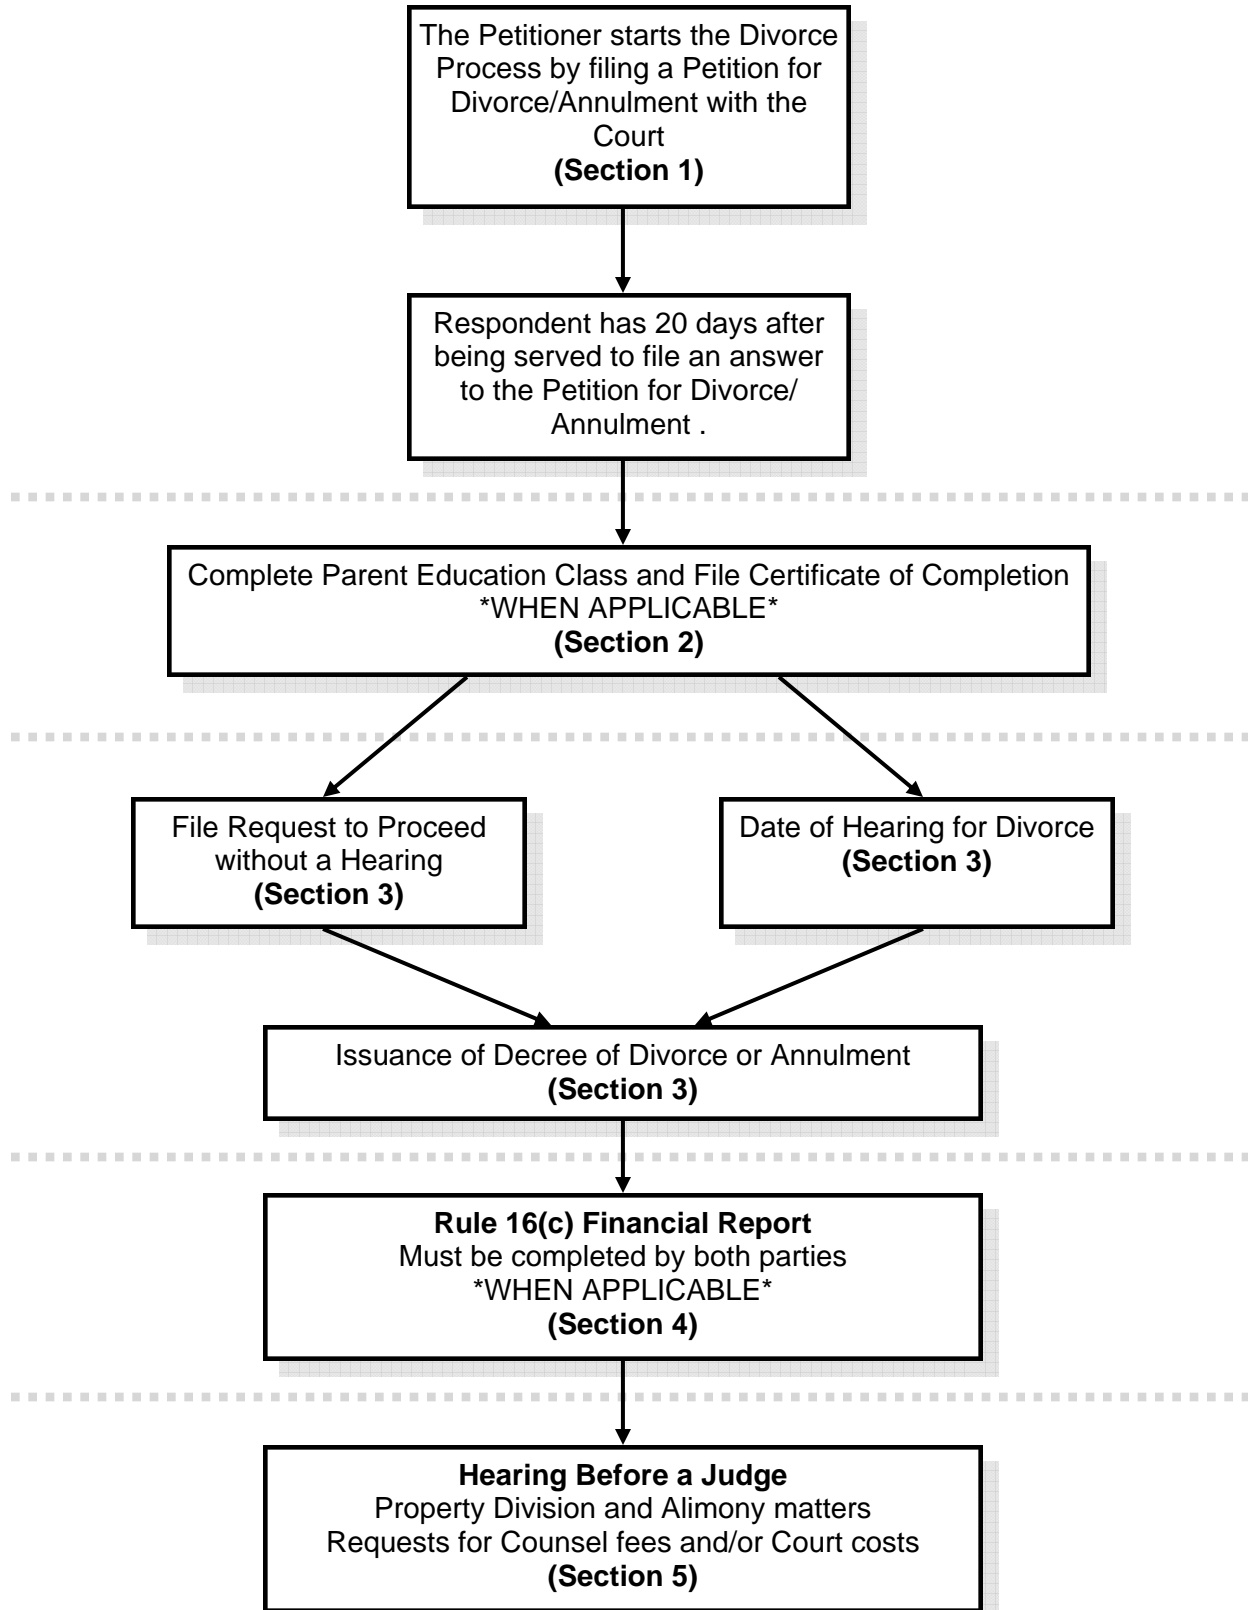 The Petitioner starts the Divorce
Process by filing a Petition for
Divorce/Annulment with the
Court
(Section 1)
Respondent has 20 days after
being served to file an answer
to the Petition for Divorce/
Annulment .
Complete Parent Education Class and File Certificate of Completion
*WHEN APPLICABLE*
(Section 2)
File Request to Proceed
without a Hearing
(Section 3)
Date of Hearing for Divorce
(Section 3)
Issuance of Decree of Divorce or Annulment
(Section 3)
Rule 16(c) Financial Report
Must be completed by both parties
*WHEN APPLICABLE*
(Section 4)
Hearing Before a Judge
Property Division and Alimony matters
Requests for Counsel fees and/or Court costs
(Section 5)